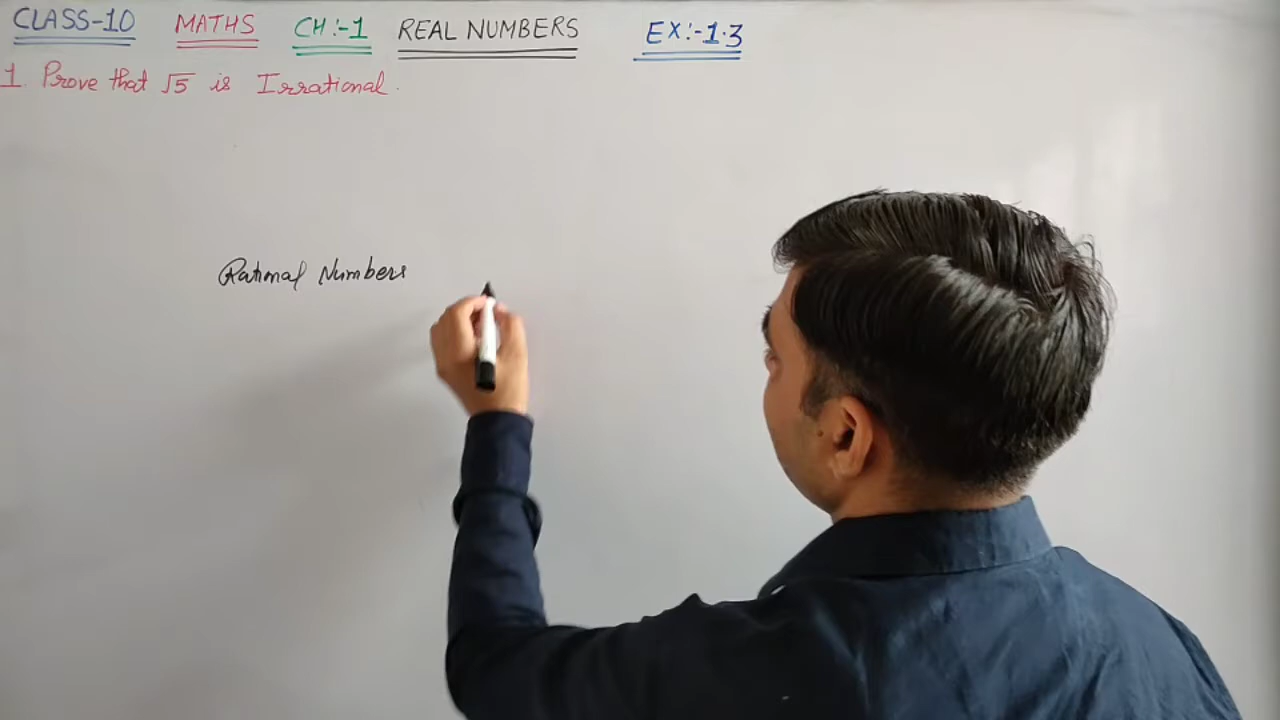 CLASS-10 MATHS CH:-1 REAL NUMBERS EX:-1.3
1. Prove that √5 is Irrational.
Rational Numbers